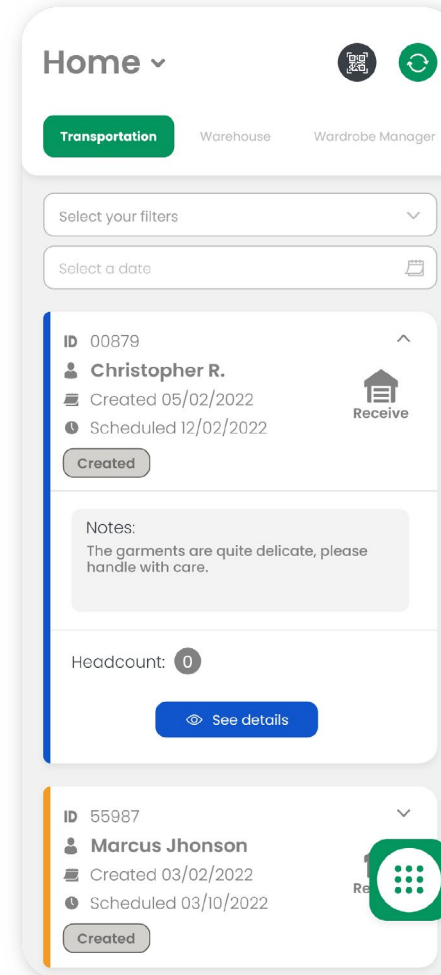 Home
Transportation Warehouse Wardrobe Manager
Select your filters
Select a date
ID 00879
Christopher R.
Created 05/02/2022
Scheduled 12/02/2022
Receive
Created
Notes:
The garments are quite delicate, please
handle with care.
Headcount: 0
See details
ID 55987
Marcus Jhonson
Created 03/02/2022
Scheduled 03/10/2022
Created